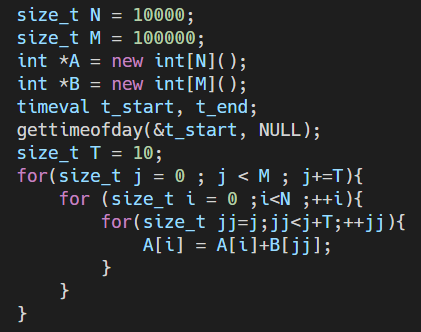 size_t N = 10000;
size_t M = 100000;
int *A = new int[N]();
int *B = new int[M]();
timeval t_start, t_end;
gettimeofday(&t_start, NULL);
size_t T = 10;
for(size_t j = 0 ; j < M ; j+=T){
    for (size_t i = 0 ;i<N ;++i){
        for(size_t jj=j;jj<j+T;++jj){
            A[i] = A[i]+B[jj];
        }
    }
}